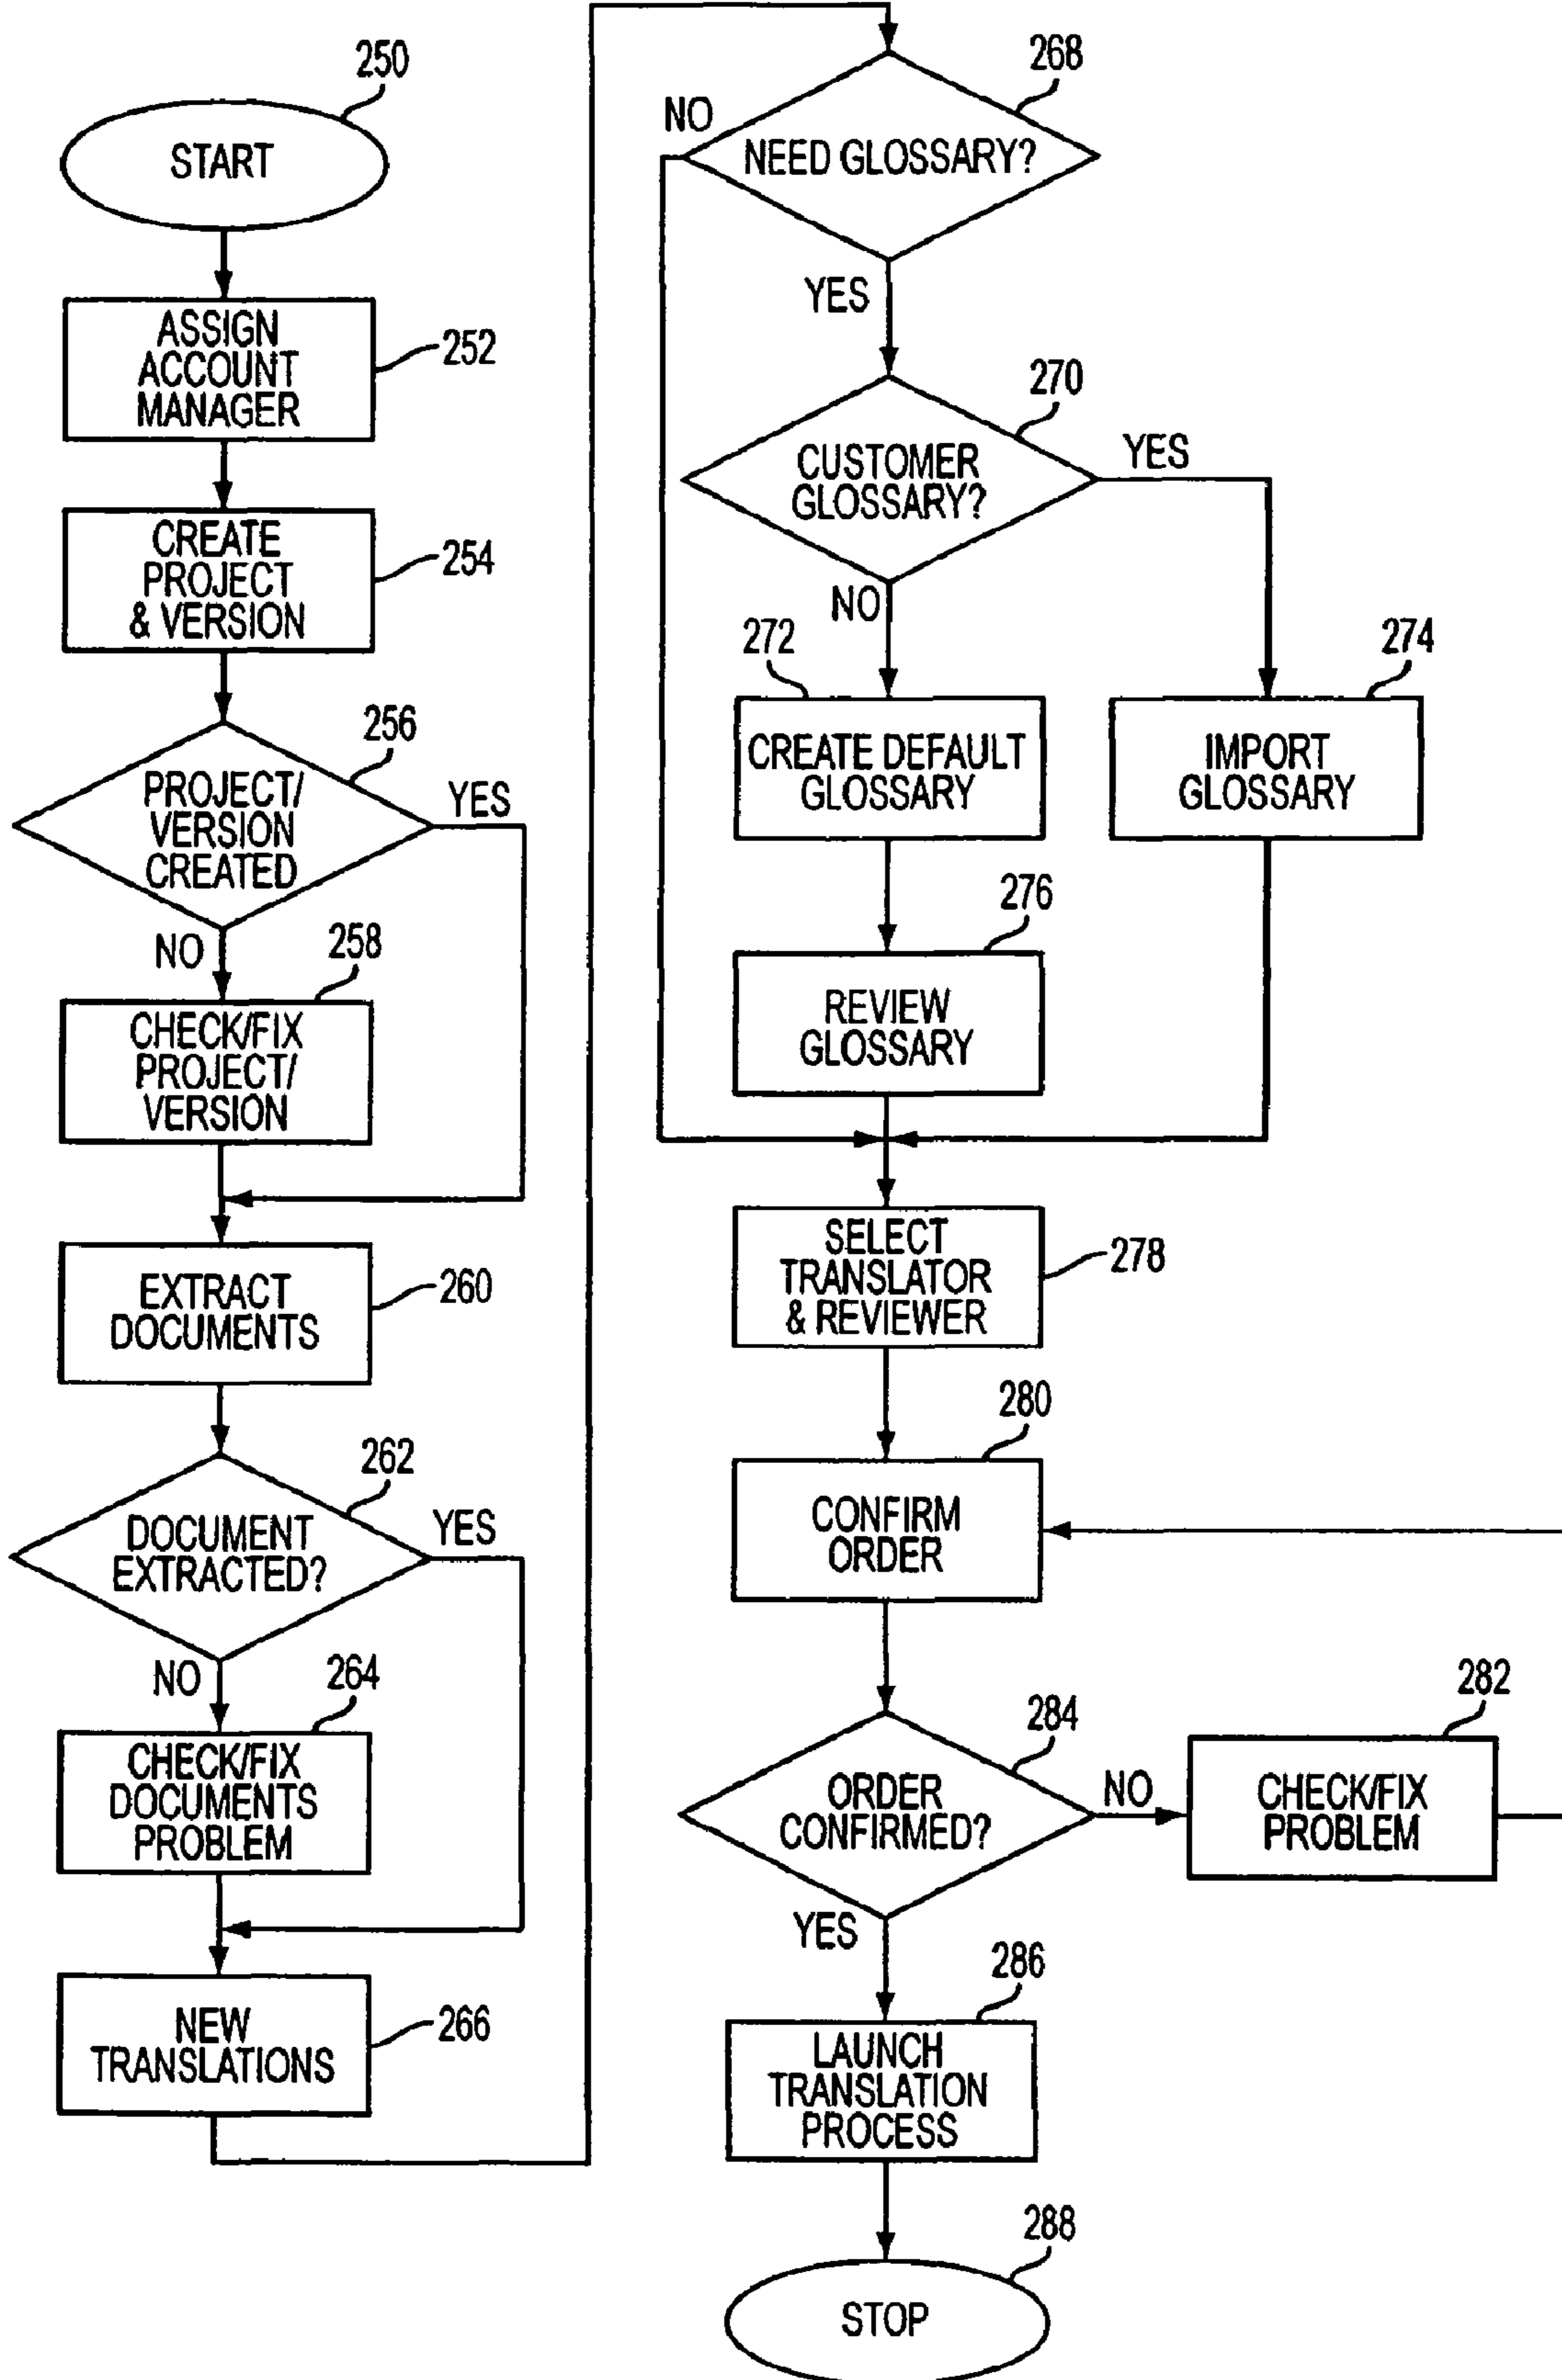 250
START
ASSIGN
ACCOUNT
MANAGER
252
CREATE
PROJECT
& VERSION
254
256
PROJECT/
VERSION
CREATED
YES
NO
258
CHECK/FIX
PROJECT/
VERSION
EXTRACT
DOCUMENTS
260
262
DOCUMENT
EXTRACTED?
YES
NO
264
CHECK/FIX
DOCUMENTS
PROBLEM
NEW
TRANSLATIONS
266
268
NO
NEED GLOSSARY?
YES
270
CUSTOMER
GLOSSARY?
YES
NO
272
CREATE DEFAULT
GLOSSARY
274
IMPORT
GLOSSARY
276
REVIEW
GLOSSARY
SELECT
TRANSLATOR
& REVIEWER
278
280
CONFIRM
ORDER
284
ORDER
CONFIRMED?
NO
282
CHECK/FIX
PROBLEM
YES
286
LAUNCH
TRANSLATION
PROCESS
288
STOP